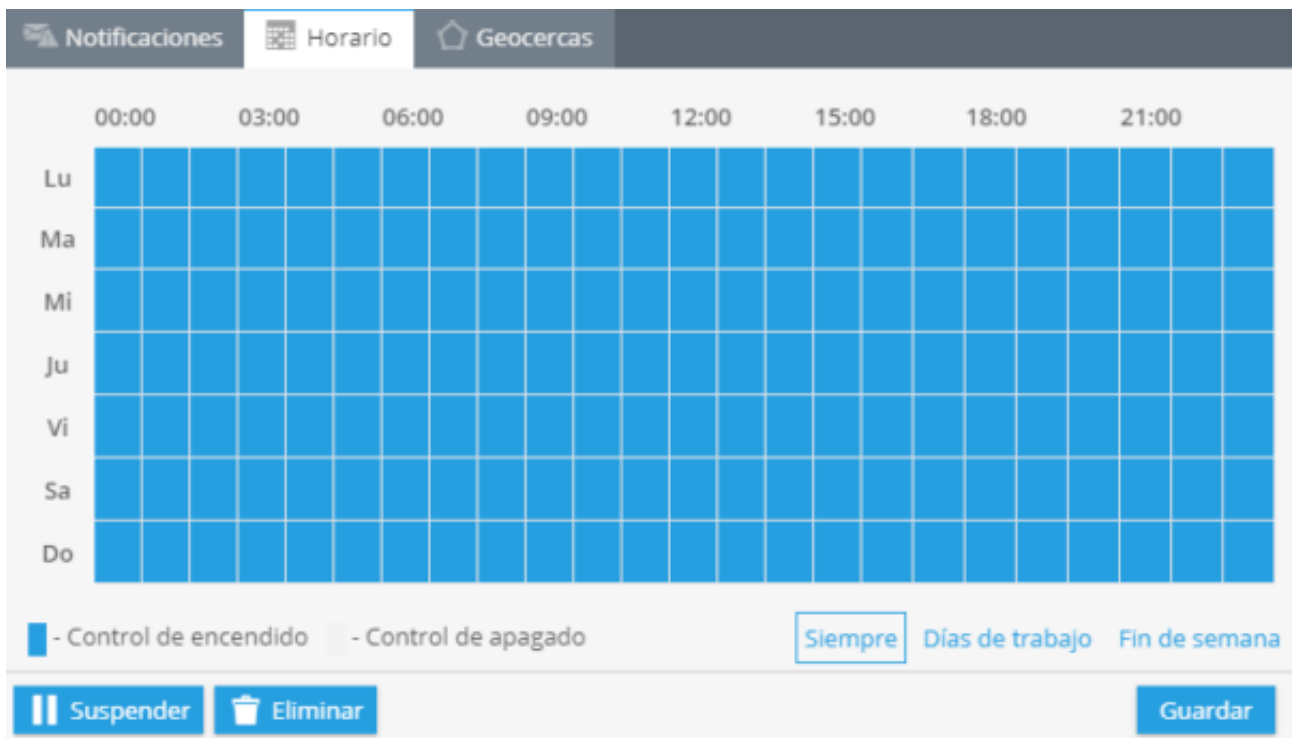 Notificaciones Horario Geocercas
00:00 03:00 06:00 09:00 12:00 15:00 18:00 21:00
Lu
Ma
Mi
Ju
Vi
Sa
Do
- Control de encendido - Control de apagado Siempre Días de trabajo Fin de semana
Suspender Eliminar Guardar